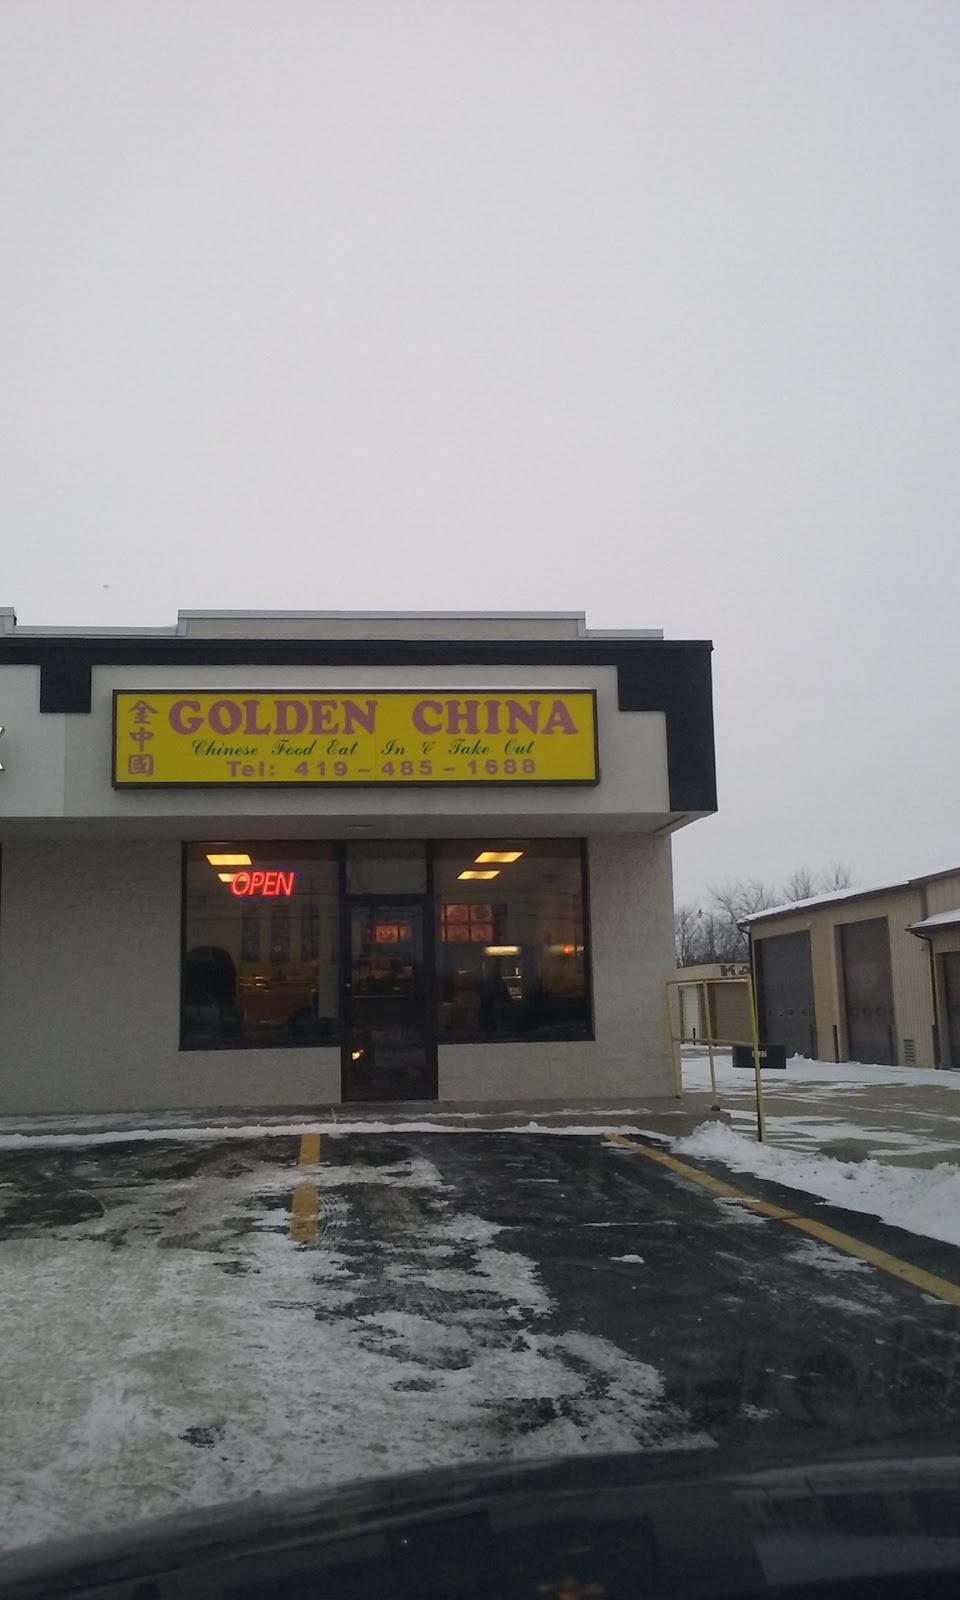 金中國
GOLDEN CHINA
Chinese Food Eat In & Take Out
Tel: 419-485-1688
OPEN